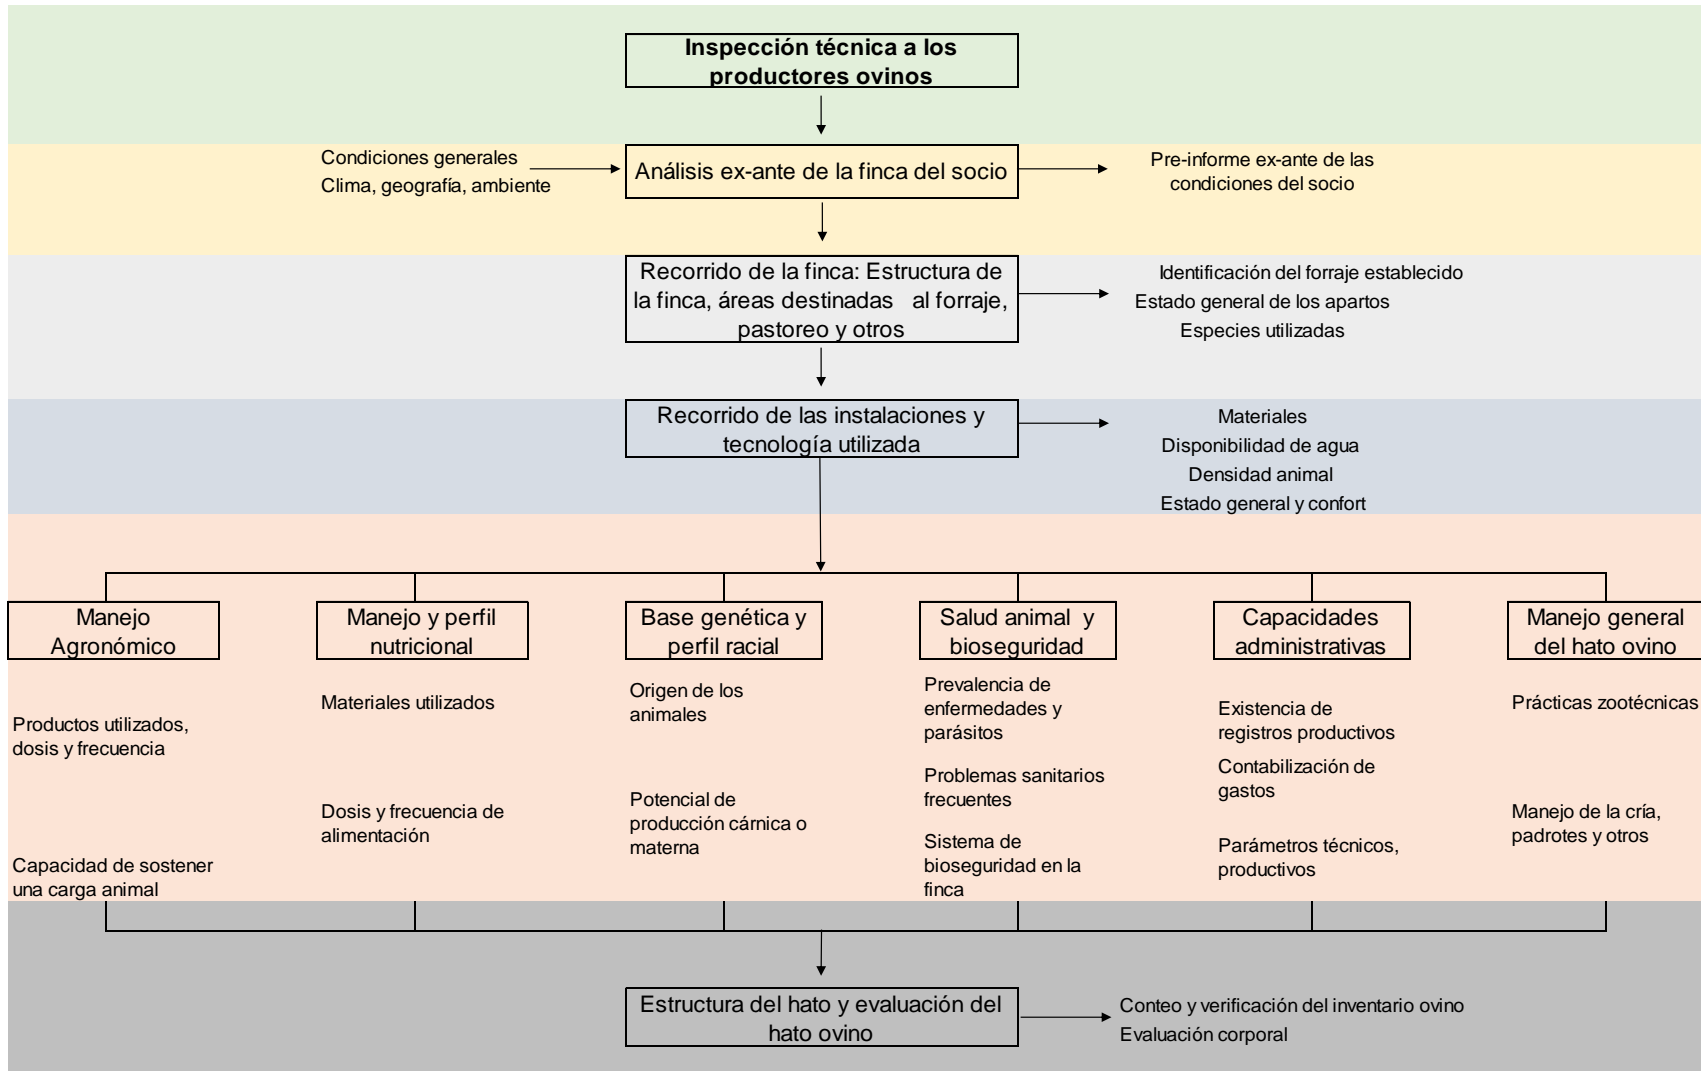 Inspección técnica a los
productores ovinos
Condiciones generales
Clima, geografía, ambiente
Análisis ex-ante de la finca del socio
Pre-informe ex-ante de las
condiciones del socio
Recorrido de la finca: Estructura de
la finca, áreas destinadas al forraje,
pastoreo y otros
Identificación del forraje establecido
Estado general de los apartos
Especies utilizadas
Recorrido de las instalaciones y
tecnología utilizada
Materiales
Disponibilidad de agua
Densidad animal
Estado general y confort
Manejo
Agronómico
Productos utilizados,
dosis y frecuencia
Capacidad de sostener
una carga animal
Manejo y perfil
nutricional
Materiales utilizados
Dosis y frecuencia de
alimentación
Base genética y
perfil racial
Origen de los
animales
Potencial de
producción cárnica o
materna
Salud animal y
bioseguridad
Prevalencia de
enfermedades y
parásitos
Problemas sanitarios
frecuentes
Sistema de
bioseguridad en la
finca
Capacidades
administrativas
Existencia de
registros productivos
Contabilización de
gastos
Parámetros técnicos,
productivos
Manejo general
del hato ovino
Prácticas zootécnicas
Manejo de la cría,
padrotes y otros
Estructura del hato y evaluación del
hato ovino
Conteo y verificación del inventario ovino
Evaluación corporal